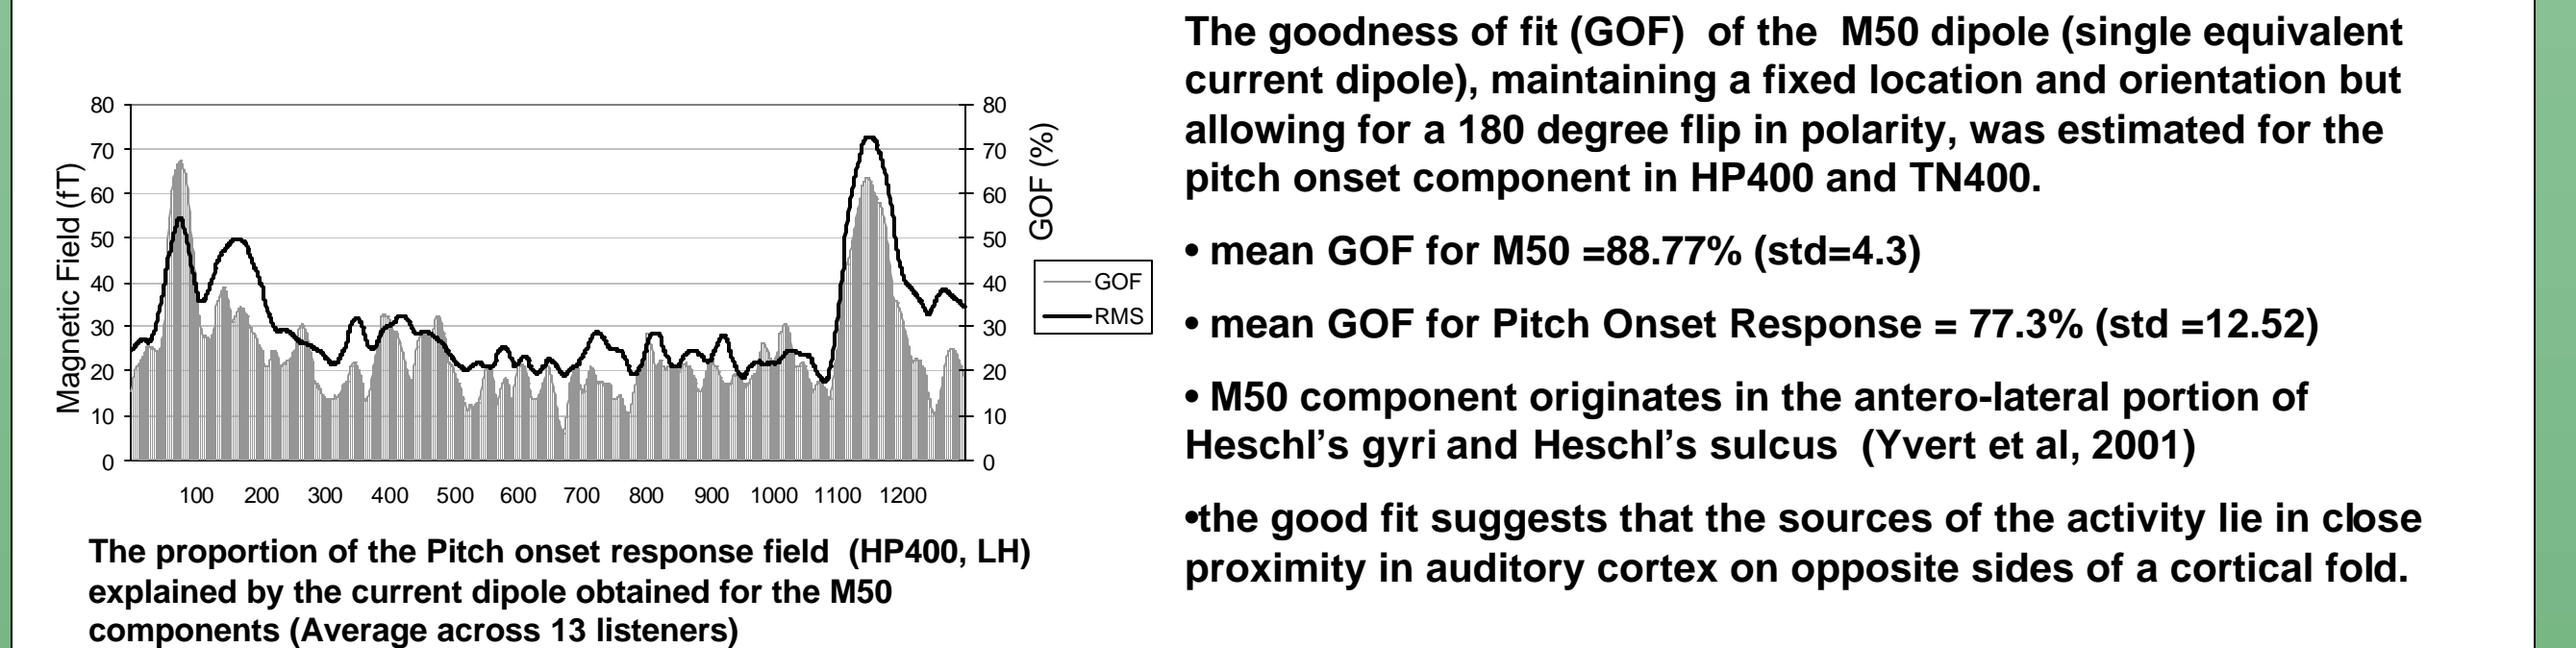 80
70
60
50
40
30
20
10
0
Magnetic Field (fT)
80
70
60
50
40
30
20
10
0
GOF (%)
GOF
RMS
100 200 300 400 500 600 700 800 900 1000 1100 1200
The proportion of the Pitch onset response field (HP400, LH)
explained by the current dipole obtained for the M50
components (Average across 13 listeners)
The goodness of fit (GOF) of the M50 dipole (single equivalent
current dipole), maintaining a fixed location and orientation but
allowing for a 180 degree flip in polarity, was estimated for the
pitch onset component in HP400 and TN400.
• mean GOF for M50 =88.77% (std=4.3)
• mean GOF for Pitch Onset Response = 77.3% (std =12.52)
• M50 component originates in the antero-lateral portion of
Heschl’s gyri and Heschl’s sulcus (Yvert et al, 2001)
•the good fit suggests that the sources of the activity lie in close
proximity in auditory cortex on opposite sides of a cortical fold.